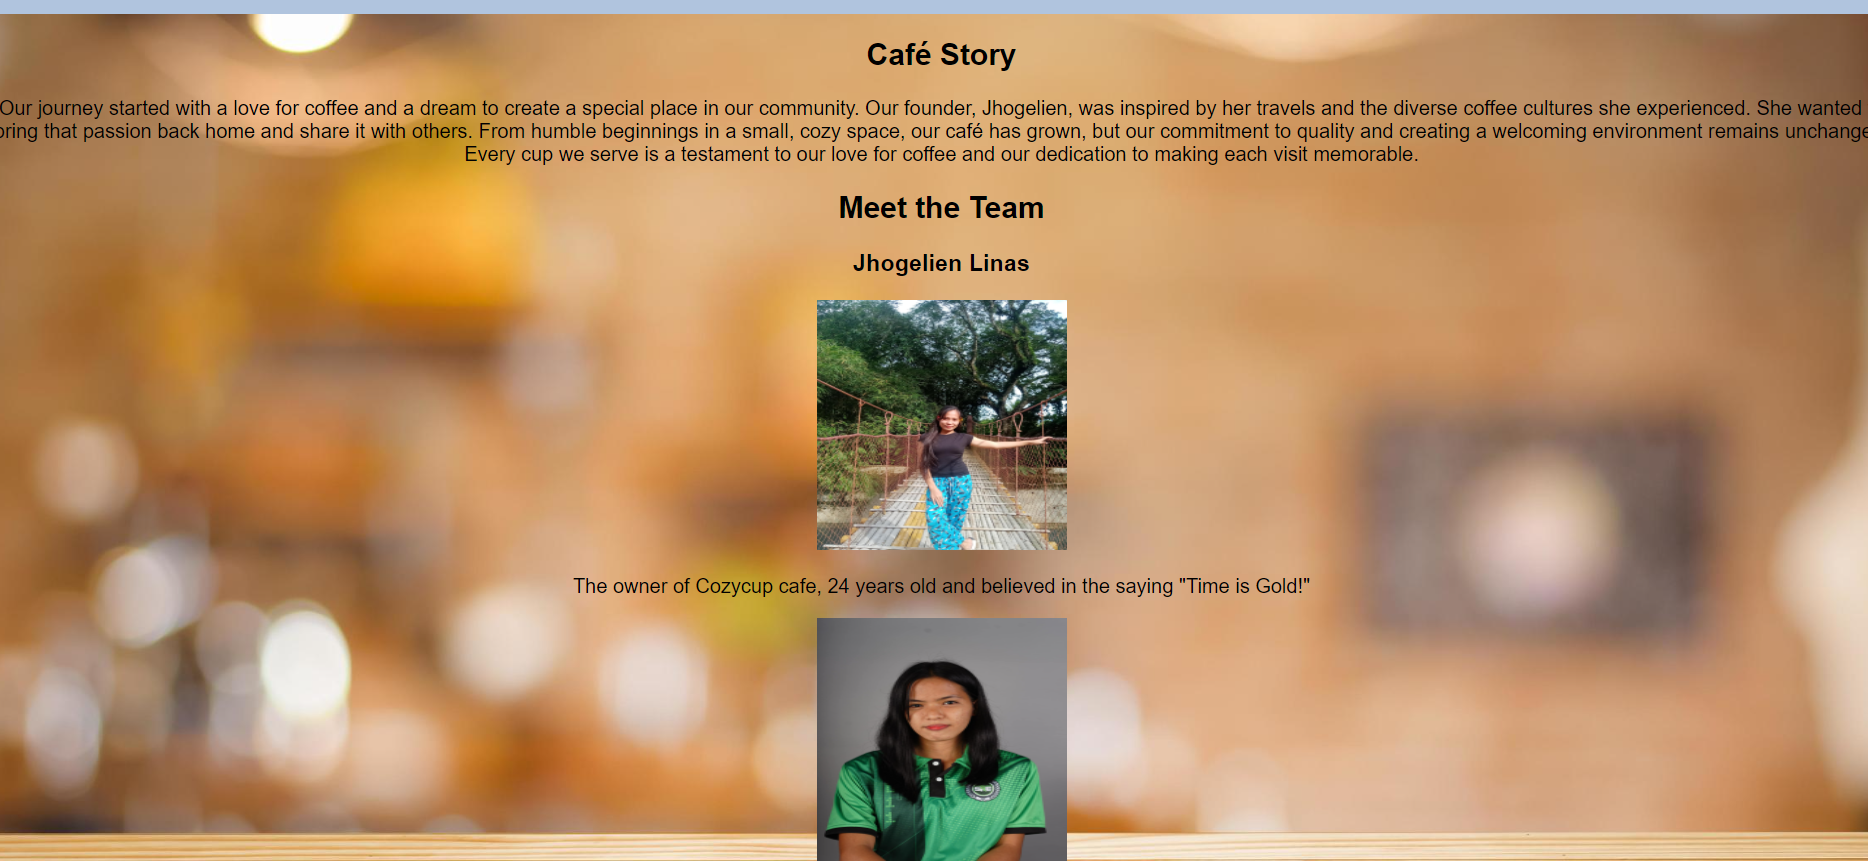 Café Story
Our journey started with a love for coffee and a dream to create a special place in our community. Our founder, Jhogelien, was inspired by her travels and the diverse coffee cultures she experienced. She wanted
bring that passion back home and share it with others. From humble beginnings in a small, cozy space, our café has grown, but our commitment to quality and creating a welcoming environment remains unchange
Every cup we serve is a testament to our love for coffee and our dedication to making each visit memorable.
Meet the Team
Jhogelien Linas
The owner of Cozycup cafe, 24 years old and believed in the saying "Time is Gold!"